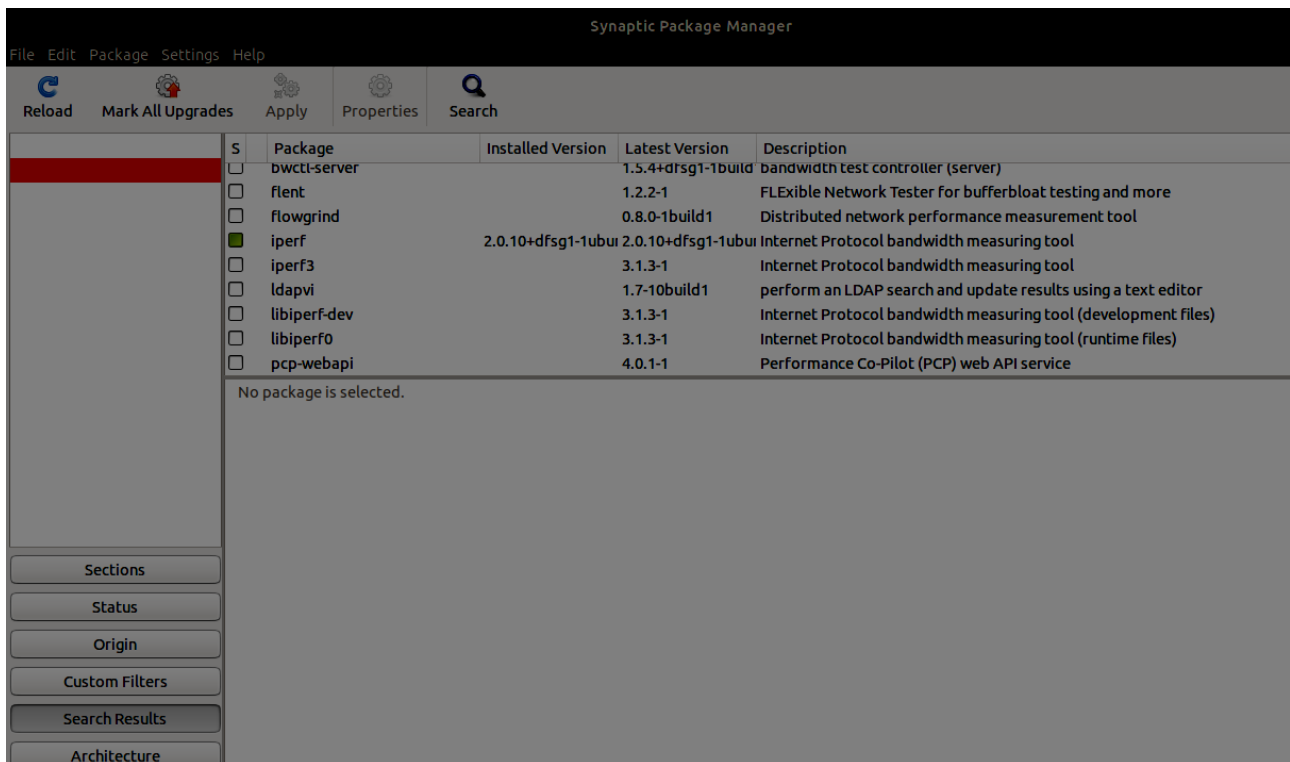 Synaptic Package Manager
File Edit Package Settings Help
Reload Mark All Upgrades Apply Properties Search
S Package Installed Version Latest Version Description
bwctl-server 1.5.4+dfsg1-1build bandwidth test controller (server)
flent 1.2.2-1 FLExible Network Tester for bufferbloat testing and more
flowgrind 0.8.0-1build1 Distributed network performance measurement tool
iperf 2.0.10+dfsg1-1ubu 2.0.10+dfsg1-1ubu Internet Protocol bandwidth measuring tool
iperf3 3.1.3-1 Internet Protocol bandwidth measuring tool
ldapvi 1.7-10build1 perform an LDAP search and update results using a text editor
libiperf-dev 3.1.3-1 Internet Protocol bandwidth measuring tool (development files)
libiperf0 3.1.3-1 Internet Protocol bandwidth measuring tool (runtime files)
pcp-webapi 4.0.1-1 Performance Co-Pilot (PCP) web API service
No package is selected.
Sections
Status
Origin
Custom Filters
Search Results
Architecture